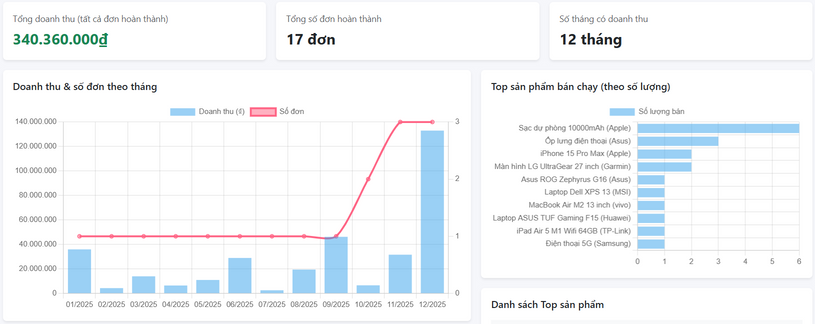 Tổng doanh thu (tất cả đơn hoàn thành)
340.360.000₫
Tổng số đơn hoàn thành
17 đơn
Số tháng có doanh thu
12 tháng
Doanh thu & số đơn theo tháng
Doanh thu (₫)
Số đơn
140.000.000
120.000.000
100.000.000
80.000.000
60.000.000
40.000.000
20.000.000
0
3
2
1
0
01/2025 02/2025 03/2025 04/2025 05/2025 06/2025 07/2025 08/2025 09/2025 10/2025 11/2025 12/2025
Top sản phẩm bán chạy (theo số lượng)
Số lượng bán
Sạc dự phòng 10000mAh (Apple)
Ốp lưng điện thoại (Asus)
iPhone 15 Pro Max (Apple)
Màn hình LG UltraGear 27 inch (Garmin)
Asus ROG Zephyrus G16 (Asus)
Laptop Dell XPS 13 (MSI)
MacBook Air M2 13 inch (vivo)
Laptop ASUS TUF Gaming F15 (Huawei)
iPad Air 5 M1 Wifi 64GB (TP-Link)
Điện thoại 5G (Samsung)
0 1 2 3 4 5 6
Danh sách Top sản phẩm